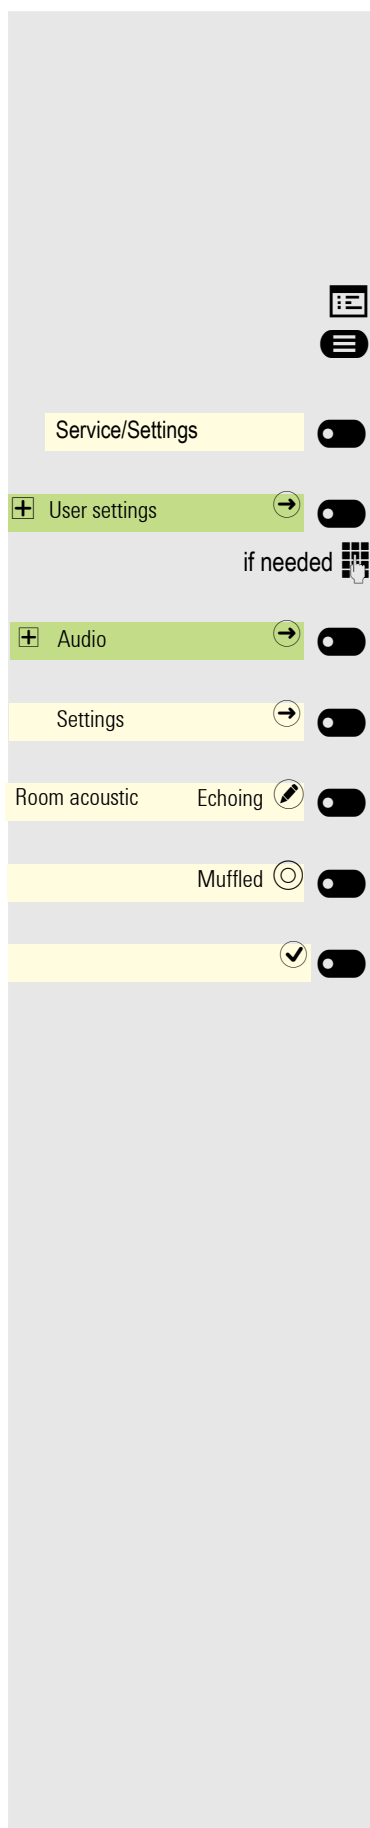 Service/Settings
User settings
if needed
Audio
Settings
Room acoustic Echoing
Muffled